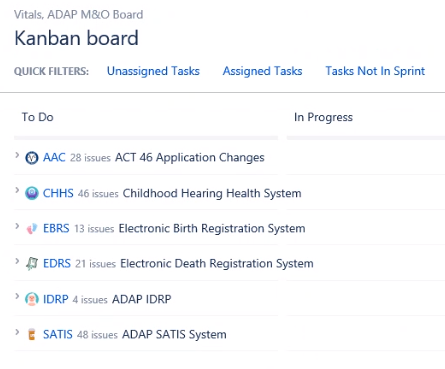 Vitals, ADAP M&O Board
Kanban board
QUICK FILTERS: Unassigned Tasks Assigned Tasks Tasks Not In Sprint
To Do In Progress
AAC 28 issues ACT 46 Application Changes
CHHS 46 issues Childhood Hearing Health System
EBRS 13 issues Electronic Birth Registration System
EDRS 21 issues Electronic Death Registration System
IDRP 4 issues ADAP IDRP
SATIS 48 issues ADAP SATIS System